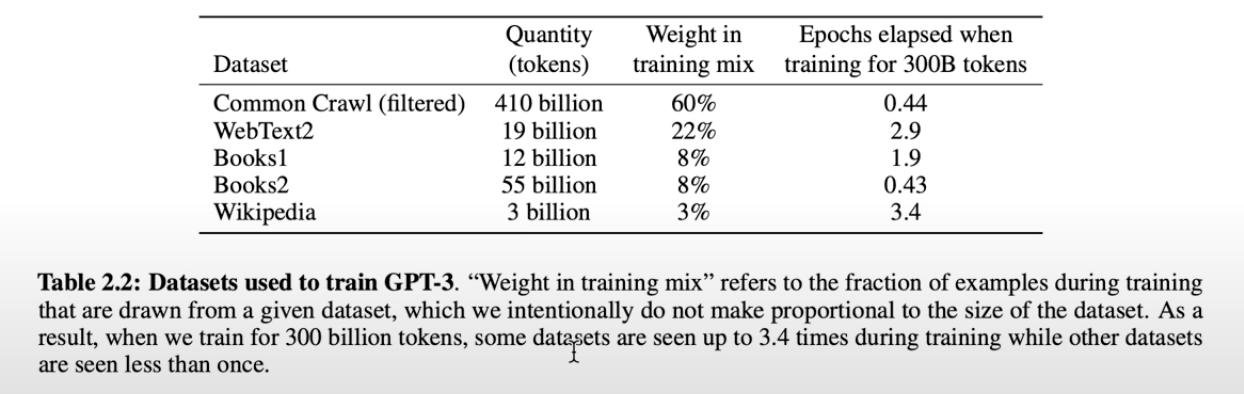 Dataset Quantity (tokens) Weight in training mix Epochs elapsed when training for 300B tokens
Common Crawl (filtered) 410 billion 60% 0.44
WebText2 19 billion 22% 2.9
Books1 12 billion 8% 1.9
Books2 55 billion 8% 0.43
Wikipedia 3 billion 3% 3.4
Table 2.2: Datasets used to train GPT-3. “Weight in training mix” refers to the fraction of examples during training
that are drawn from a given dataset, which we intentionally do not make proportional to the size of the dataset. As a
result, when we train for 300 billion tokens, some datasets are seen up to 3.4 times during training while other datasets
are seen less than once.